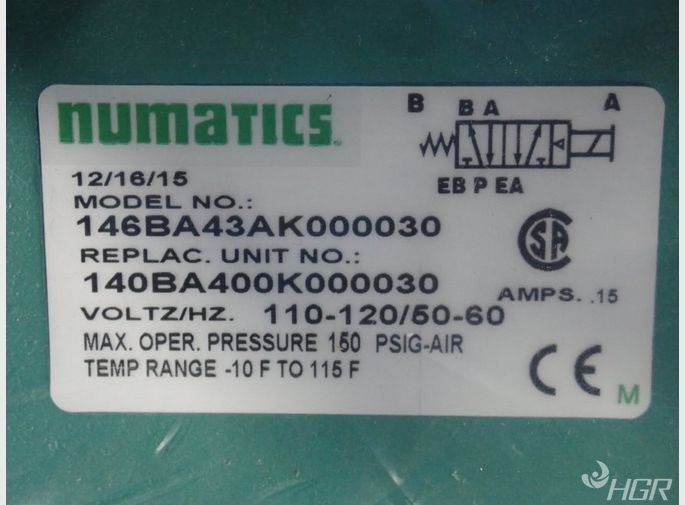 numatics
B B A A
EB P EA
12/16/15
MODEL NO.:
146BA43AK000030
REPLAC. UNIT NO.:
140BA400K000030
SA
AMPS. .15
VOLTZ/HZ. 110-120/50-60
MAX. OPER. PRESSURE 150 PSIG-AIR
TEMP RANGE -10 F TO 115 F
CE
M
HGR